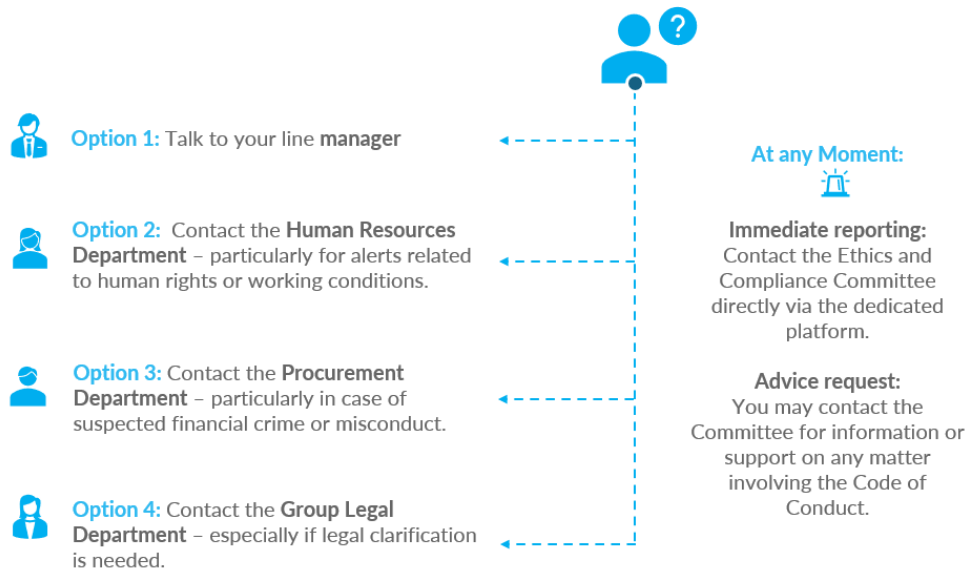 ?
Option 1: Talk to your line manager
Option 2: Contact the Human Resources
Department – particularly for alerts related
to human rights or working conditions.
Option 3: Contact the Procurement
Department – particularly in case of
suspected financial crime or misconduct.
Option 4: Contact the Group Legal
Department – especially if legal clarification
is needed.
At any Moment:
Immediate reporting:
Contact the Ethics and
Compliance Committee
directly via the dedicated
platform.
Advice request:
You may contact the
Committee for information or
support on any matter
involving the Code of
Conduct.